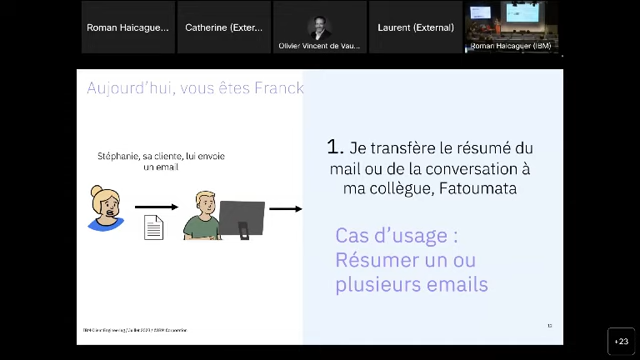 Roman Haicague...
Catherine (Exter...
Olivier Vincent de Vau...
Laurent (External)
Roman Haicaguer (IBM)
Aujourd'hui, vous êtes Franck
Stéphanie, sa cliente, lui envoie
un email
1. Je transfère le résumé du
mail ou de la conversation à
ma collègue, Fatoumata
Cas d'usage :
Résumer un ou
plusieurs emails
+23